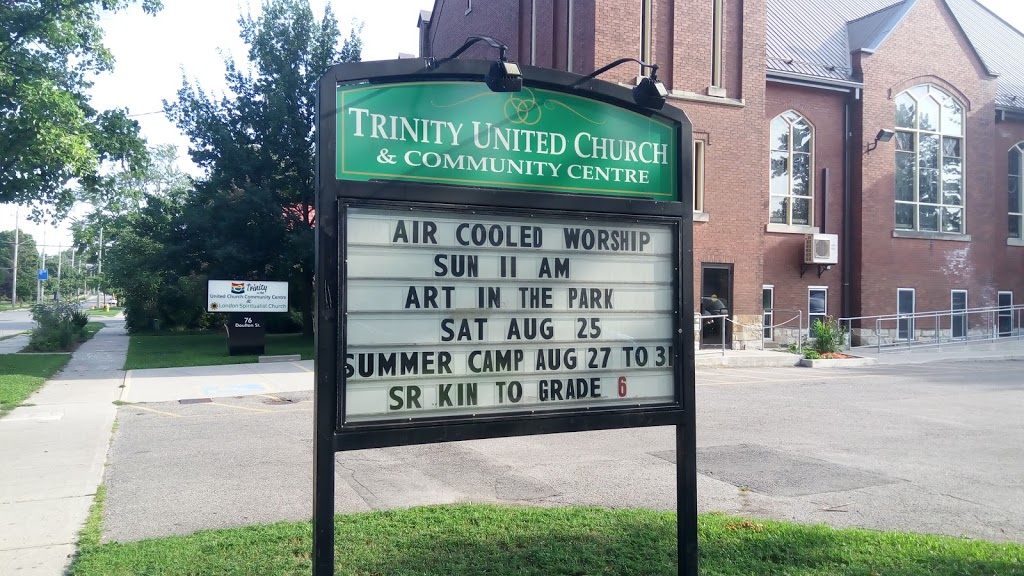 TRINITY UNITED CHURCH
& COMMUNITY CENTRE
AIR COOLED WORSHIP
SUN 11 AM
ART IN THE PARK
SAT AUG 25
SUMMER CAMP AUG 27 TO 31
SR KIN TO GRADE 6
Trinity
United Church Community Centre
&
London Spiritualist Church
76
Doulton St.